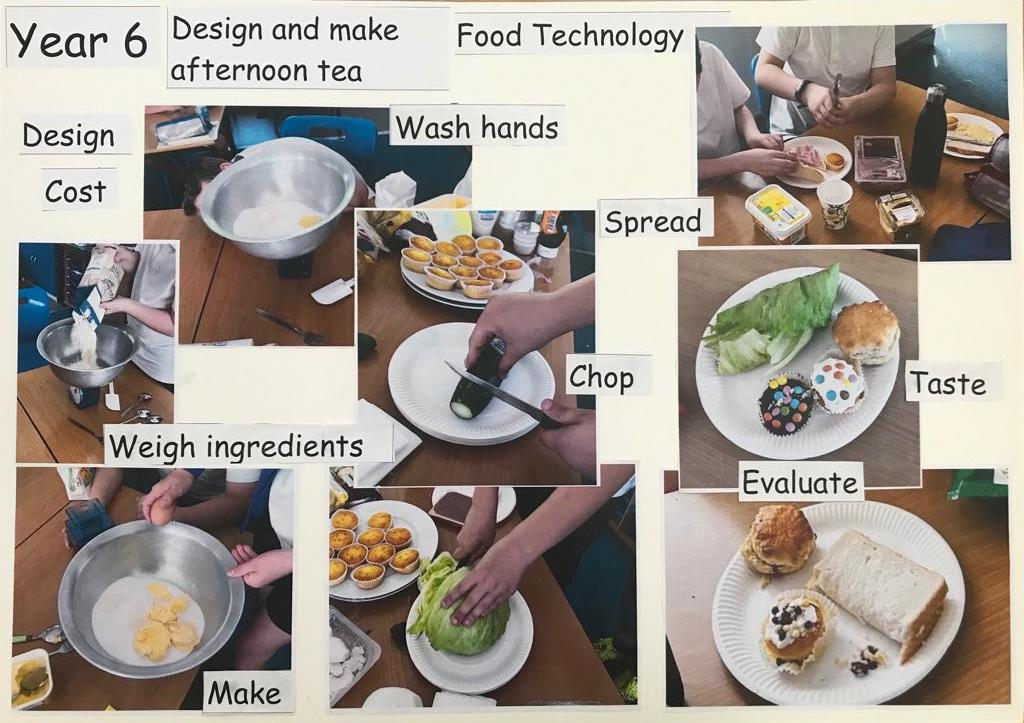 Year 6
Design and make
afternoon tea
Food Technology
Design
Wash hands
Cost
Spread
Chop
Taste
Weigh ingredients
Evaluate
Make